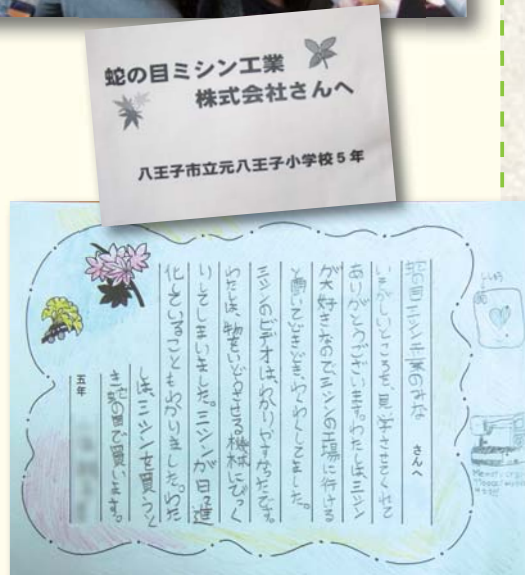 蛇の目ミシン工業
株式会社さんへ
八王子市立元八王子小学校5年
蛇の目ミシン工業のみな さんへ
いそがしいところを、見学させてくれて
ありがとうございます。わたしは、ミシン
が大好きなのでミシンの工場に行ける
と聞いてどきどきわくわくしてました。
ミシンのビデオは、わかりやすかったです。
わたしは、物をいどうさせる機械にびっく
りしてしまいました。ミシンが日々進
化していることもわかりました。わた
しは、ミシンを買うと
き蛇の目で買います。
五年